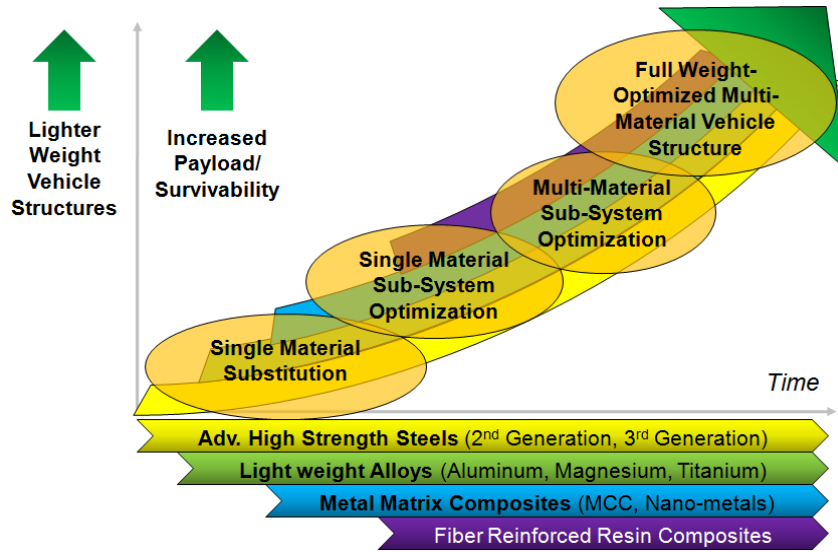 Lighter
Weight
Vehicle
Structures
Increased
Payload/
Survivability
Full Weight-
Optimized Multi-
Material Vehicle
Structure
Multi-Material
Sub-System
Optimization
Single Material
Sub-System
Optimization
Single Material
Substitution
Time
Adv. High Strength Steels (2nd Generation, 3rd Generation)
Light weight Alloys (Aluminum, Magnesium, Titanium)
Metal Matrix Composites (MCC, Nano-metals)
Fiber Reinforced Resin Composites